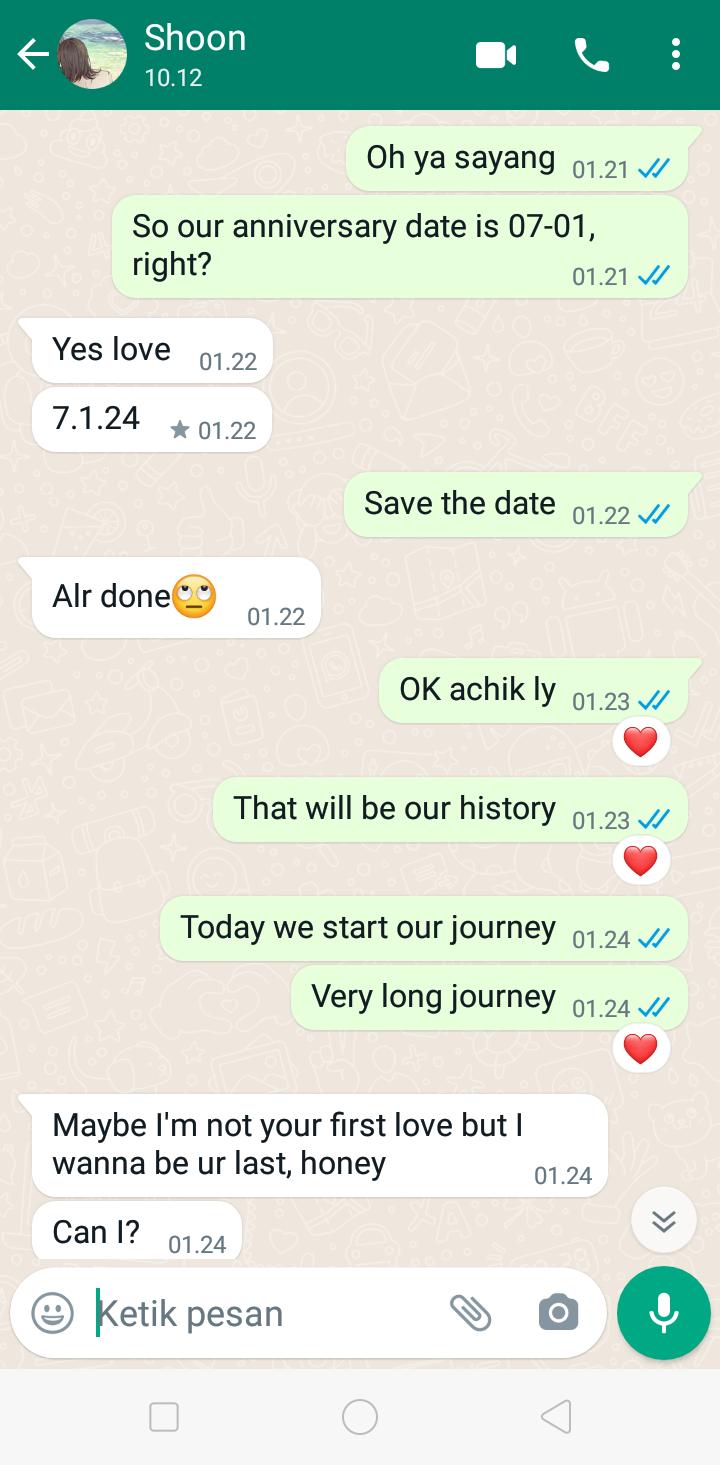 Shoon
10.12
Oh ya sayang 01.21
So our anniversary date is 07-01,
right? 01.21
Yes love 01.22
7.1.24 01.22
Save the date 01.22
Alr done🙄 01.22
OK achik ly 01.23
❤️
That will be our history 01.23
❤️
Today we start our journey 01.24
Very long journey 01.24
❤️
Maybe I'm not your first love but I
wanna be ur last, honey 01.24
Can I? 01.24
Ketik pesan